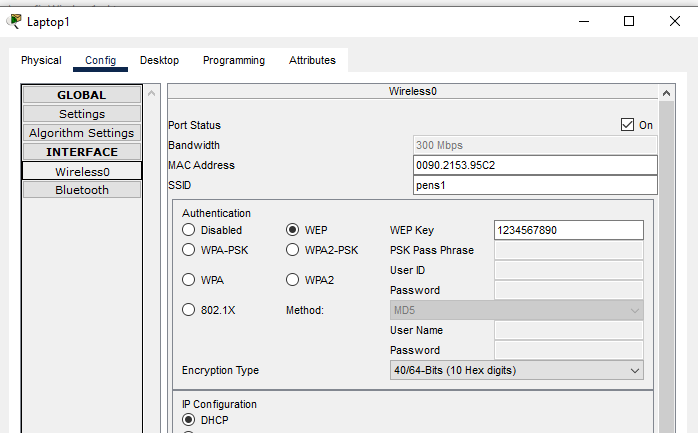 Laptop1
Physical Config Desktop Programming Attributes
GLOBAL
Settings
Algorithm Settings
INTERFACE
Wireless0
Bluetooth
Wireless0
Port Status On
Bandwidth 300 Mbps
MAC Address 0090.2153.95C2
SSID pens1
Authentication
Disabled WEP WEP Key 1234567890
WPA-PSK WPA2-PSK PSK Pass Phrase
User ID
WPA WPA2
Password
802.1X Method: MD5
User Name
Password
Encryption Type 40/64-Bits (10 Hex digits)
IP Configuration
DHCP